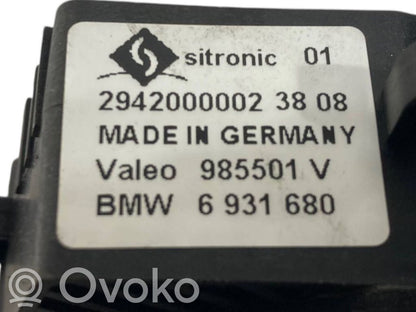 sitronic 01
2942000002 38 08
MADE IN GERMANY
Valeo 985501 V
BMW 6 931 680
Ovoko